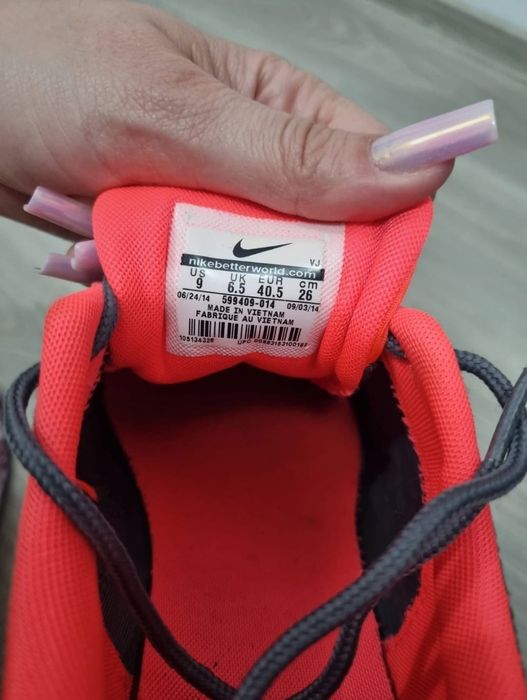 VJ
nikebetterworld.com
US UK EUR cm
9 6.5 40.5 26
06/24/14 599409-014 09/03/14
MADE IN VIETNAM
FABRIQUE AU VIETNAM
UPC